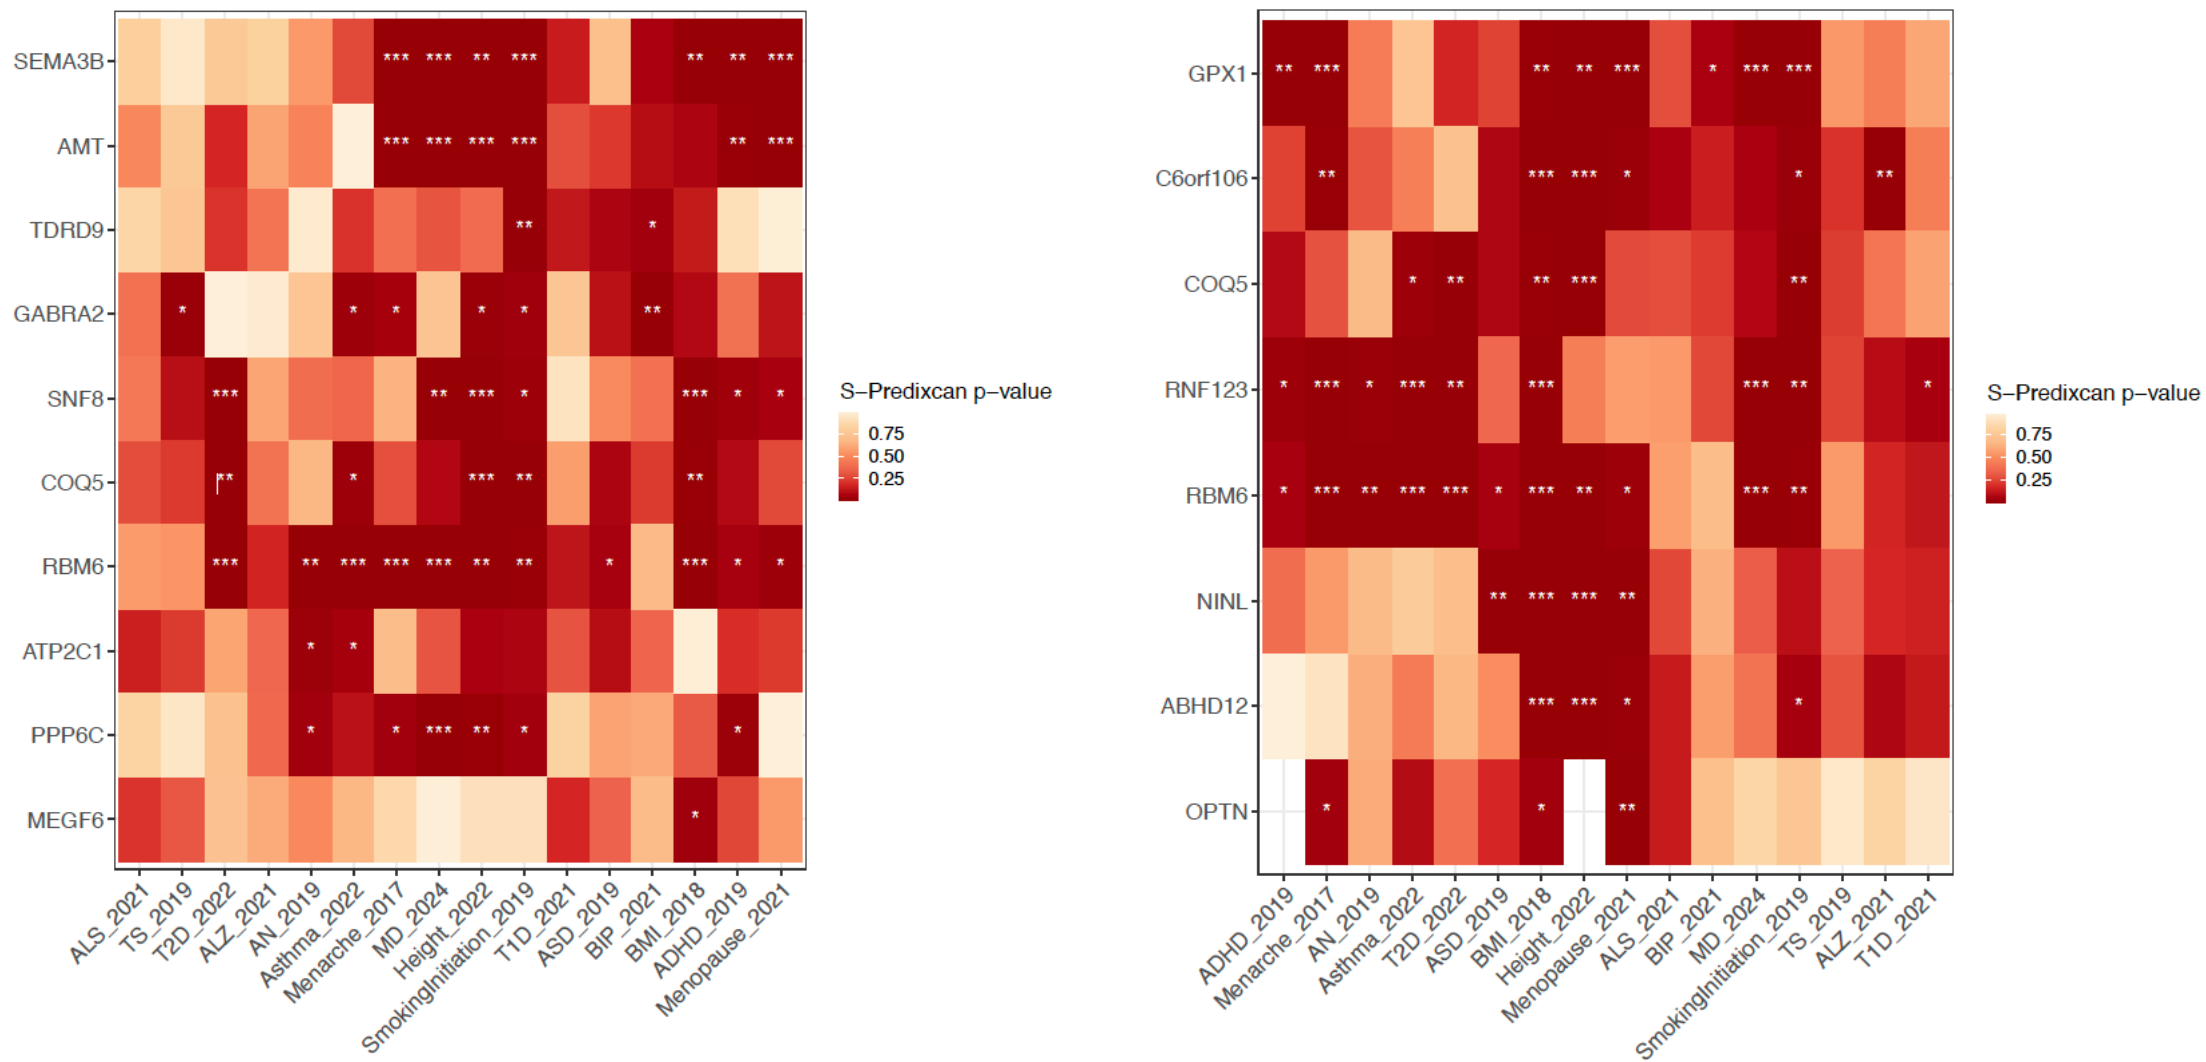 SEMA3B *** *** ** *** ** ** ***
AMT *** *** *** *** ** ***
TDRD9 ** *
GABRA2 * * * * * **
SNF8 *** ** *** * *** * *
COQ5 ** * *** ** **
RBM6 *** ** *** *** *** ** ** * *** * *
ATP2C1 * *
PPP6C * * *** ** * *
MEGF6 *
ALS_2021
TS_2019
T2D_2022
ALZ_2021
AN_2019
Asthma_2022
Menarche_2017
MD_2024
Height_2022
SmokingInitiation_2019
T1D_2021
ASD_2019
BIP_2021
BMI_2018
ADHD_2019
Menopause_2021
S−Predixcan p−value
0.75
0.50
0.25
GPX1 ** *** ** ** *** * *** ***
C6orf106 ** *** *** * * **
COQ5 * ** ** *** **
RNF123 * *** * *** ** *** *** ** *
RBM6 * *** ** *** *** * *** ** * *** **
NINL ** *** *** **
ABHD12 *** *** * *
OPTN * * **
ADHD_2019
Menarche_2017
AN_2019
Asthma_2022
T2D_2022
ASD_2019
BMI_2018
Height_2022
Menopause_2021
ALS_2021
BIP_2021
MD_2024
SmokingInitiation_2019
TS_2019
ALZ_2021
T1D_2021
S−Predixcan p−value
0.75
0.50
0.25